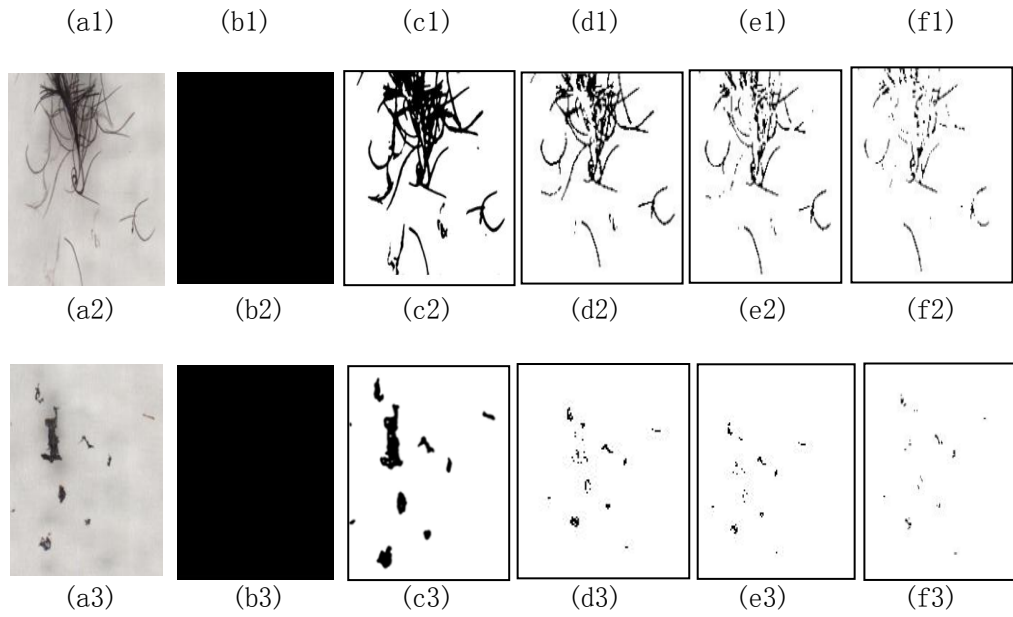 (a1) (b1) (c1) (d1) (e1) (f1)
(a2) (b2) (c2) (d2) (e2) (f2)
(a3) (b3) (c3) (d3) (e3) (f3)